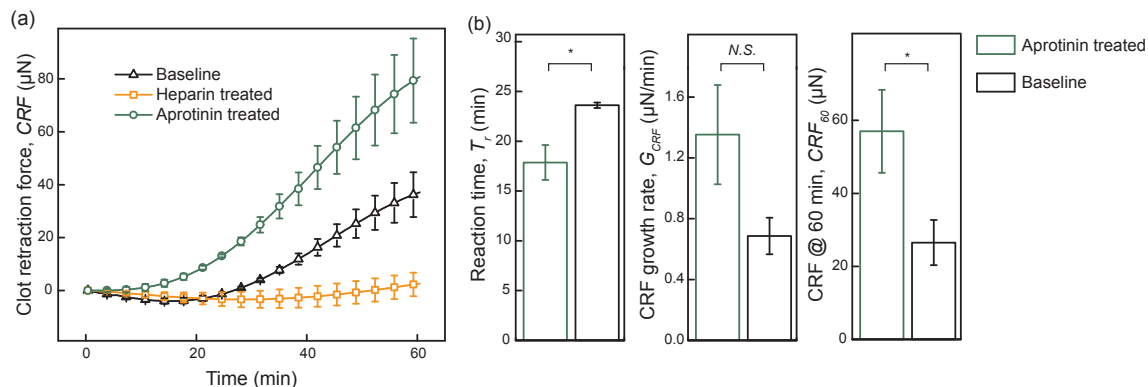 (a)
Clot retraction force, CRF (μN)
80
40
0
0
20
40
60
Time (min)
Baseline
Heparin treated
Aprotinin treated
(b)
Reaction time, Tr (min)
30
25
20
15
10
5
0
*
CRF growth rate, GCRF (μN/min)
1.6
1.2
0.8
0.4
0.0
N.S.
CRF @ 60 min, CRF60 (μN)
60
40
20
0
*
Aprotinin treated
Baseline